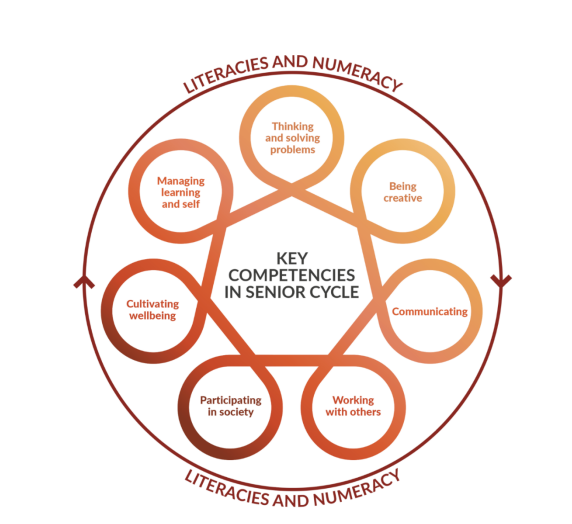 LITERACIES AND NUMERACY
Thinking
and solving
problems
Managing
learning
and self
Being
creative
KEY
COMPETENCIES
IN SENIOR CYCLE
Cultivating
wellbeing
Communicating
Participating
in society
Working
with others
LITERACIES AND NUMERACY